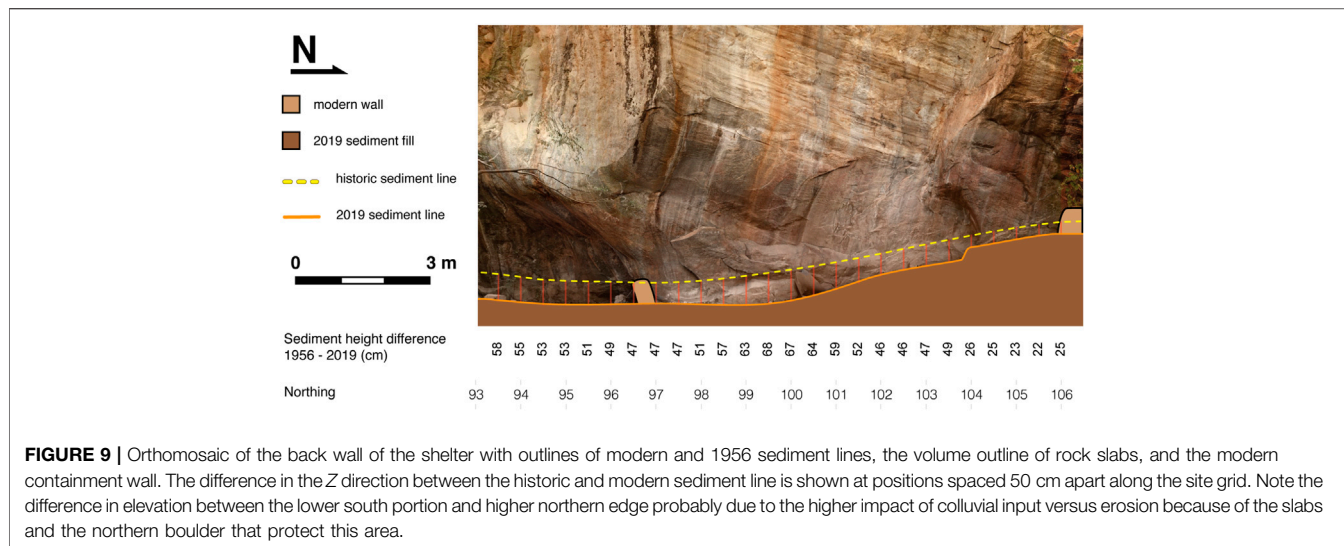 N
modern wall
2019 sediment fill
historic sediment line
2019 sediment line
0 3 m
Sediment height difference
1956 - 2019 (cm)
58 55 53 53 51 49 47 47 47 51 57 63 68 67 64 59 52 46 46 47 49 26 25 23 22 25
Northing
93 94 95 96 97 98 99 100 101 102 103 104 105 106
FIGURE 9 | Orthomosaic of the back wall of the shelter with outlines of modern and 1956 sediment lines, the volume outline of rock slabs, and the modern
containment wall. The difference in the Z direction between the historic and modern sediment line is shown at positions spaced 50 cm apart along the site grid. Note the
difference in elevation between the lower south portion and higher northern edge probably due to the higher impact of colluvial input versus erosion because of the slabs
and the northern boulder that protect this area.